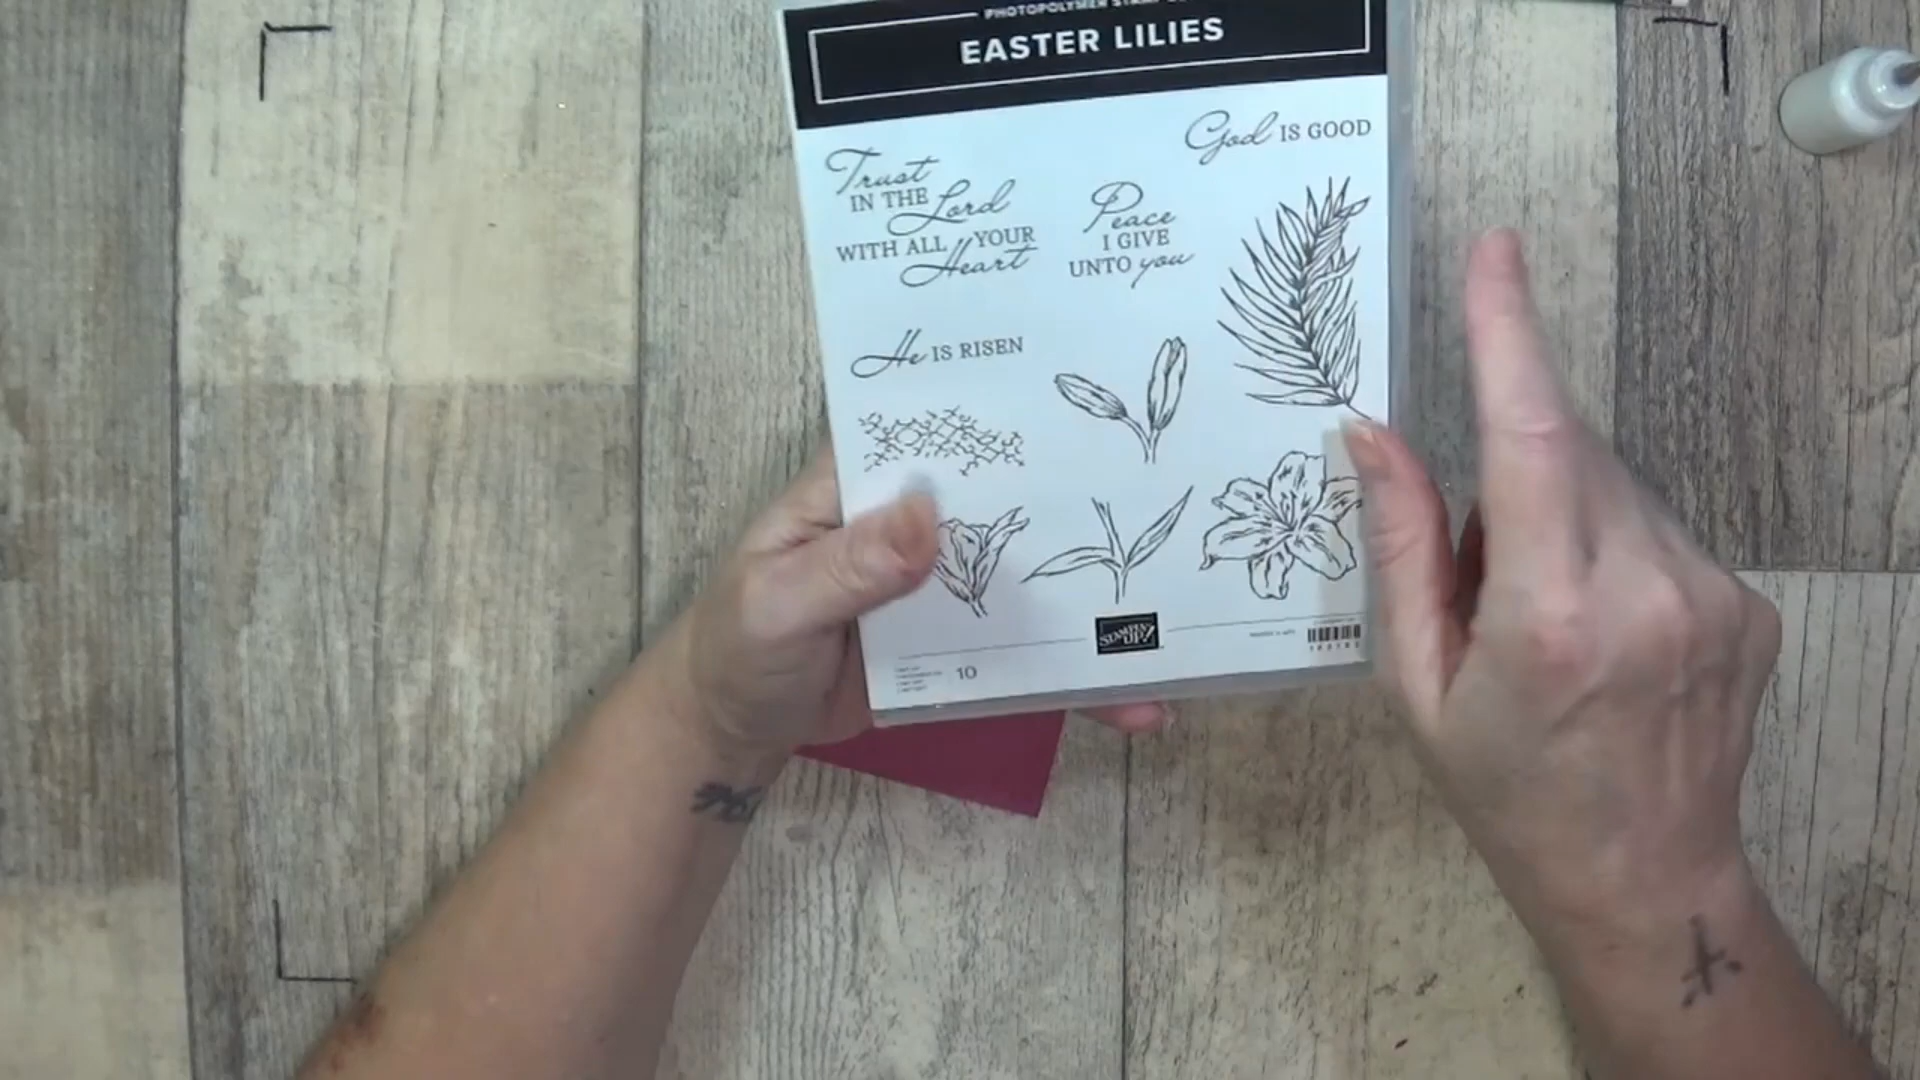 PHOTOPOLYMER STAMP
EASTER LILIES
God IS GOOD
Trust
IN THE Lord
WITH ALL YOUR
Heart
Peace
I GIVE
UNTO you
He IS RISEN
STAMPIN'
UP!
10